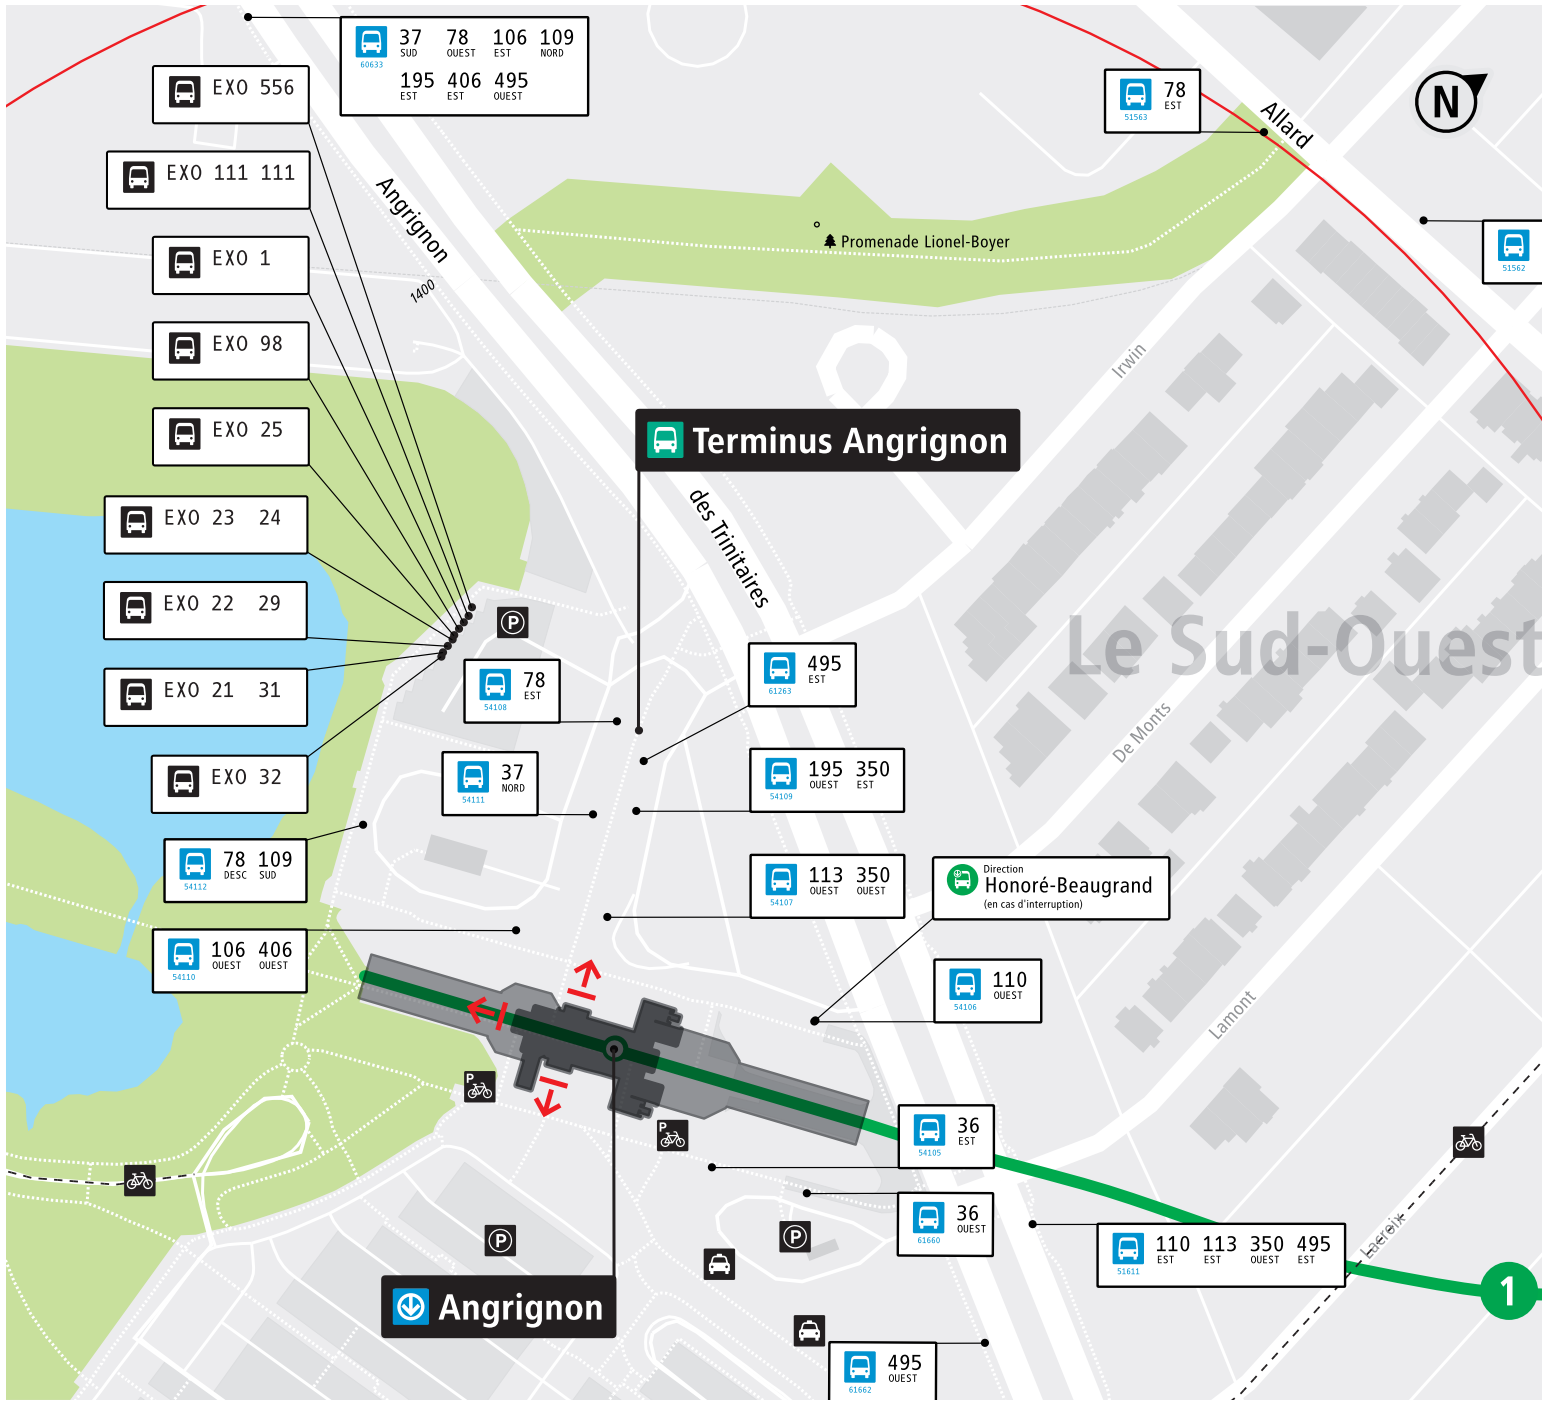 37 78 106 109
SUD OUEST EST NORD
60633
195 406 495
EST EST OUEST
EXO 556
EXO 111 111
EXO 1
EXO 98
EXO 25
EXO 23 24
EXO 22 29
EXO 21 31
EXO 32
78 109
DESC SUD
54112
106 406
OUEST OUEST
54110
Angrignon
1400
78
EST
51563
Allard
N
51562
Promenade Lionel-Boyer
Irwin
Terminus Angrignon
des Trinitaires
Le Sud-Ouest
P
78
EST
54108
495
EST
61263
37
NORD
54111
195 350
OUEST EST
54109
De Monts
113 350
OUEST OUEST
54107
Direction
Honoré-Beaugrand
(en cas d'interruption)
110
OUEST
54106
Lamont
P
P
36
EST
54105
36
OUEST
61660
P
P
110 113 350 495
EST EST OUEST EST
51611
Lacroix
1
Angrignon
495
OUEST
61662